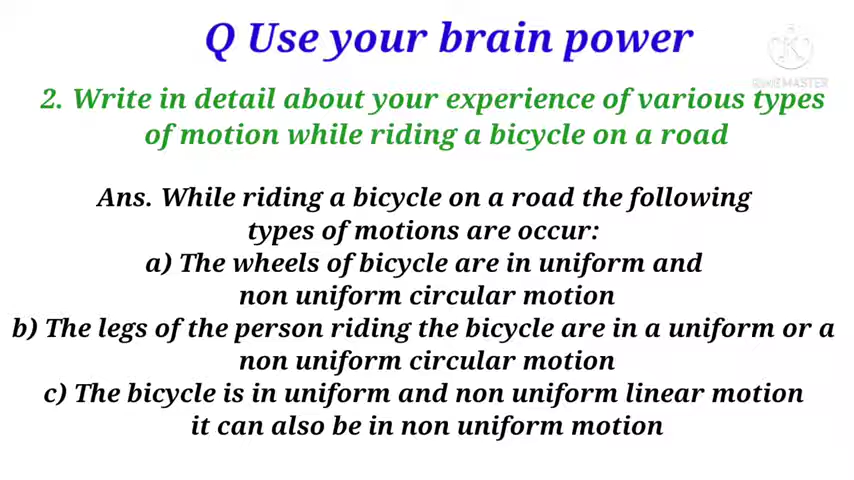 Q Use your brain power
KINEMASTER
2. Write in detail about your experience of various types
of motion while riding a bicycle on a road
Ans. While riding a bicycle on a road the following
types of motions are occur:
a) The wheels of bicycle are in uniform and
non uniform circular motion
b) The legs of the person riding the bicycle are in a uniform or a
non uniform circular motion
c) The bicycle is in uniform and non uniform linear motion
it can also be in non uniform motion